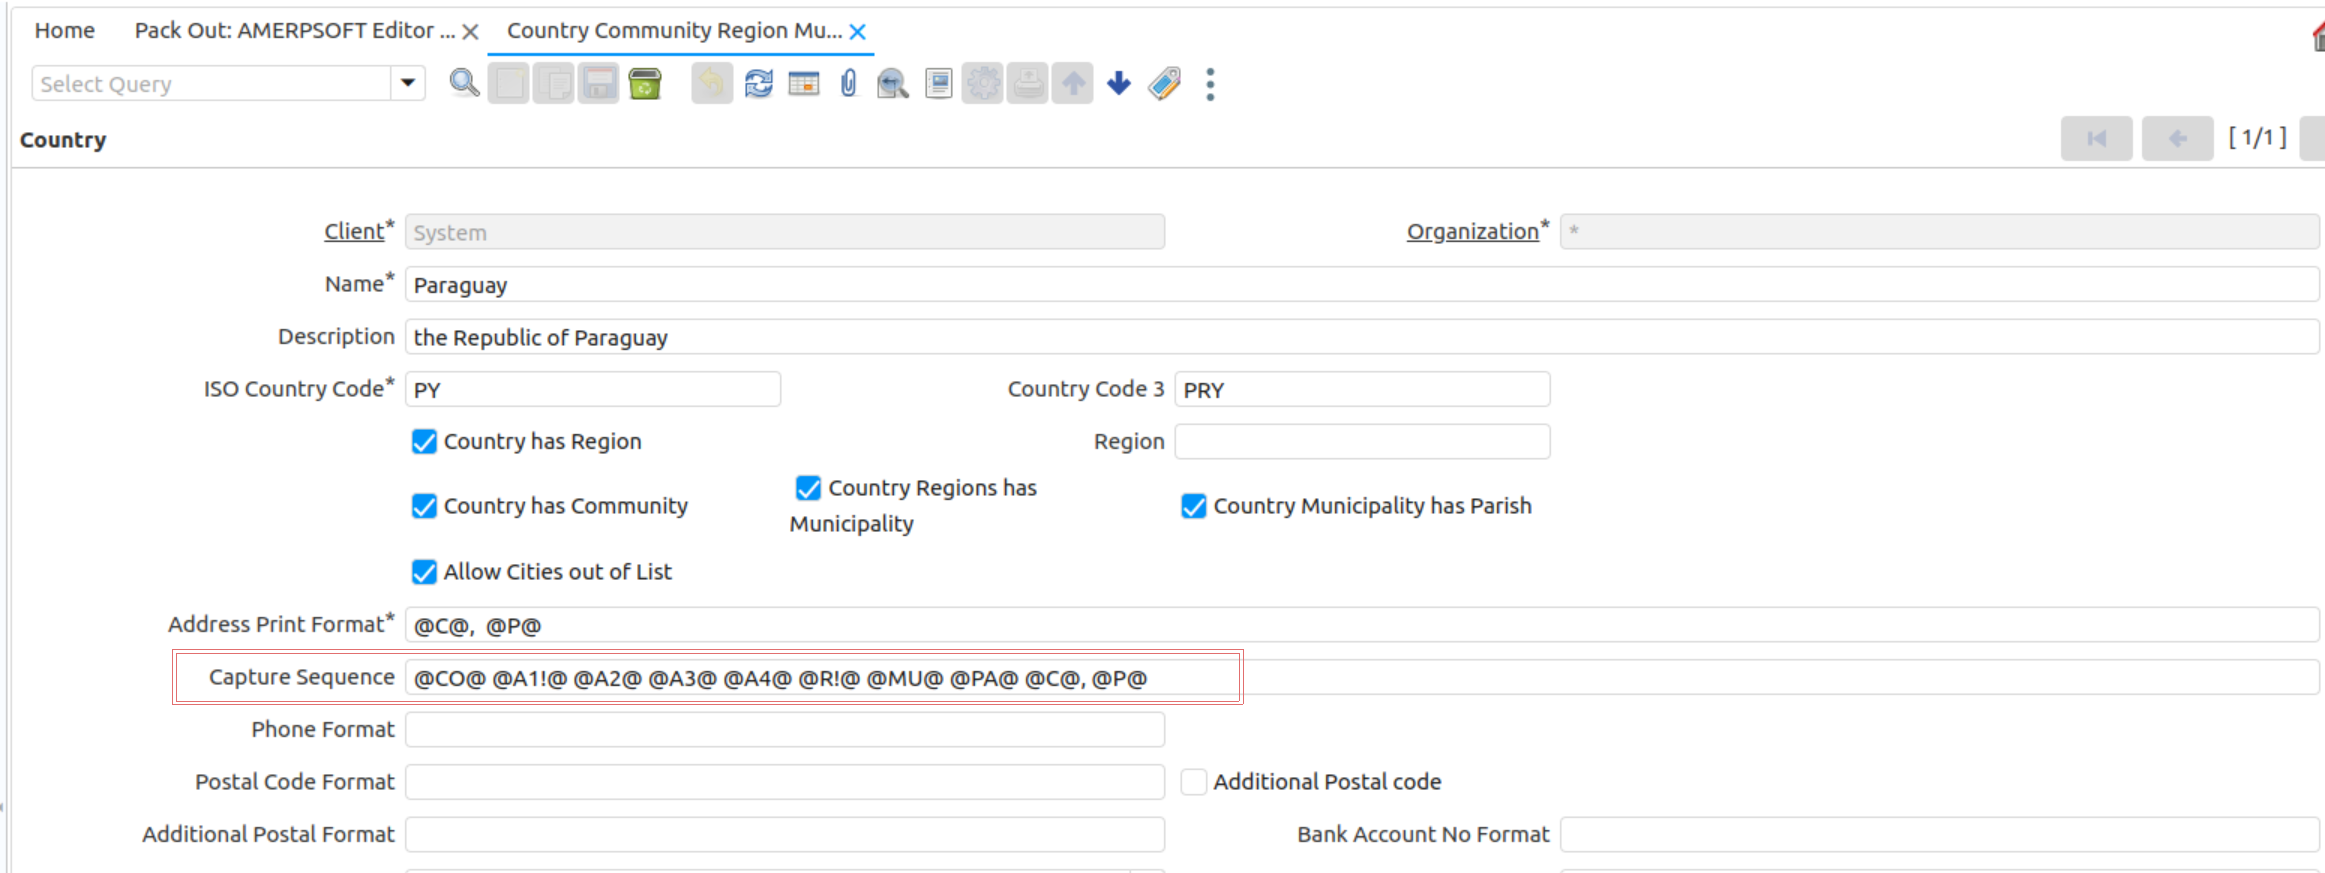 Home Pack Out: AMERPSOFT Editor ... Country Community Region Mu...
Select Query
Country [ 1/1 ]
Client* System Organization* *
Name* Paraguay
Description the Republic of Paraguay
ISO Country Code* PY Country Code 3 PRY
Country has Region Region
Country has Community Country Regions has Municipality Country Municipality has Parish
Allow Cities out of List
Address Print Format* @C@, @P@
Capture Sequence @CO@ @A1!@ @A2@ @A3@ @A4@ @R!@ @MU@ @PA@ @C@, @P@
Phone Format
Postal Code Format Additional Postal code
Additional Postal Format Bank Account No Format